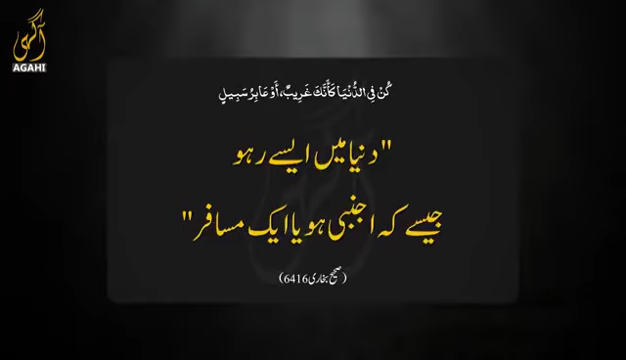 آگہی
AGAHI
كُنْ فِي الدُّنْيَا كَأَنَّكَ غَرِيبٌ، أَوْ عَابِرُ سَبِيلٍ
"دنیا میں ایسے رہو
جیسے کہ اجنبی ہو یا ایک مسافر"
(صحیح بخاری 6416)